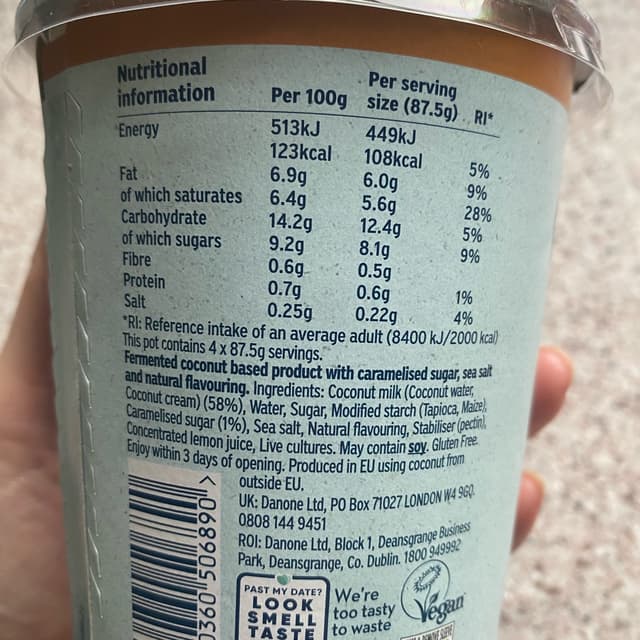 Nutritional information Per 100g Per serving size (87.5g) RI*
Energy 513kJ 449kJ
123kcal 108kcal 5%
Fat 6.9g 6.0g 9%
of which saturates 6.4g 5.6g 28%
Carbohydrate 14.2g 12.4g 5%
of which sugars 9.2g 8.1g 9%
Fibre 0.6g 0.5g
Protein 0.7g 0.6g 1%
Salt 0.25g 0.22g 4%
*RI: Reference intake of an average adult (8400 kJ/2000 kcal)
This pot contains 4 x 87.5g servings.
Fermented coconut based product with caramelised sugar, sea salt
and natural flavouring. Ingredients: Coconut milk (Coconut water,
Coconut cream) (58%), Water, Sugar, Modified starch (Tapioca, Maize),
Caramelised sugar (1%), Sea salt, Natural flavouring, Stabiliser (pectin),
Concentrated lemon juice, Live cultures. May contain soy. Gluten Free.
Enjoy within 3 days of opening. Produced in EU using coconut from
outside EU.
UK: Danone Ltd, PO Box 71027 LONDON W4 9GQ.
0808 144 9451
ROI: Danone Ltd, Block 1, Deansgrange Business
Park, Deansgrange, Co. Dublin. 1800 949992
PAST MY DATE?
LOOK
SMELL
TASTE
We're
too tasty
to waste
Vegan
0360 506890 >